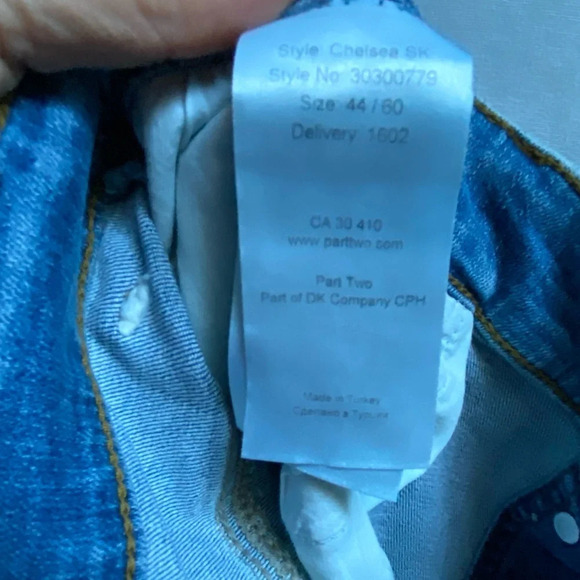 Style: Chelsea SK
Style No: 30300779
Size: 44 / 60
Delivery: 1602
CA 30 410
www.parttwo.com
Part Two
Part of DK Company CPH
Made in Turkey
Сделано в Турции